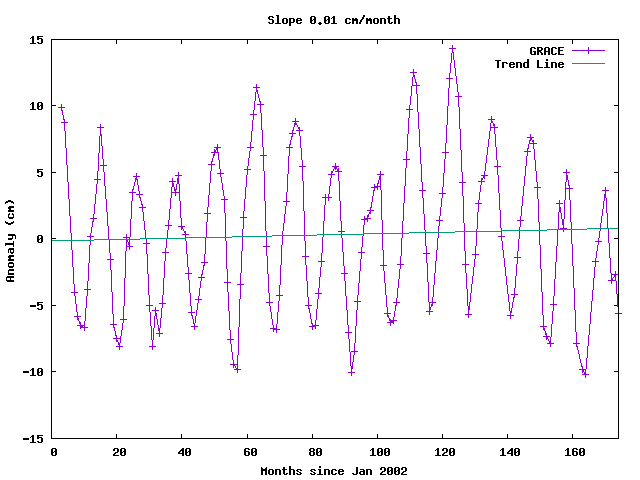 Slope 0.01 cm/month
GRACE
Trend Line
15
10
5
0
-5
-10
-15
Anomaly (cm)
0 20 40 60 80 100 120 140 160
Months since Jan 2002